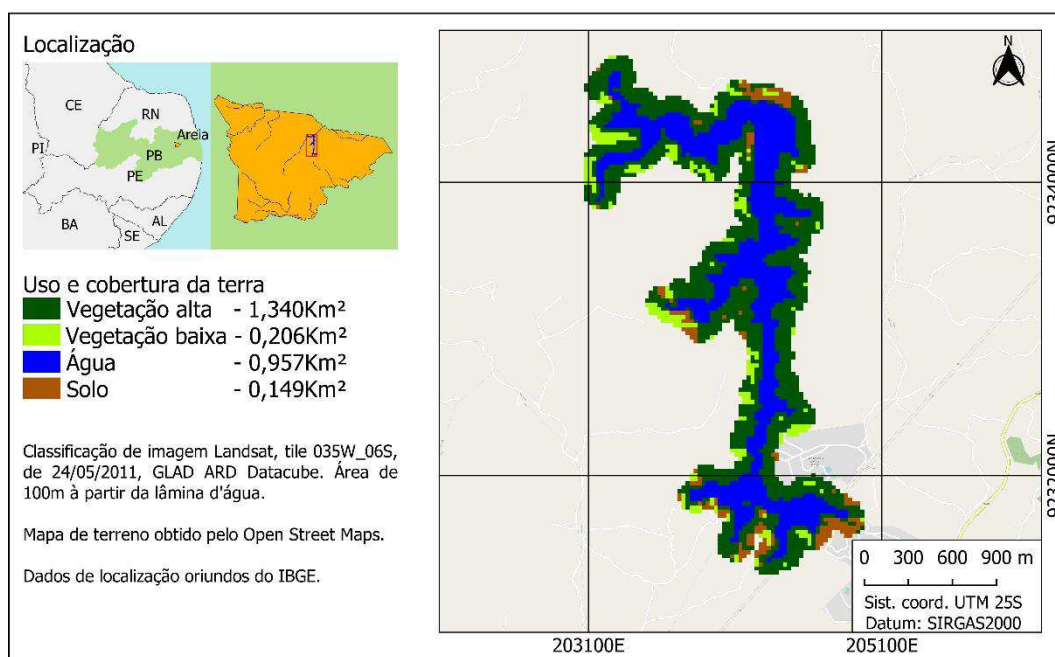 Localização
CE
RN
Areia
PI
PB
PE
BA
AL
SE
Uso e cobertura da terra
Vegetação alta - 1,340Km²
Vegetação baixa - 0,206Km²
Água - 0,957Km²
Solo - 0,149Km²
Classificação de imagem Landsat, tile 035W_06S,
de 24/05/2011, GLAD ARD Datacube. Área de
100m à partir da lâmina d'água.
Mapa de terreno obtido pelo Open Street Maps.
Dados de localização oriundos do IBGE.
N
9234000N
9232000N
0 300 600 900 m
Sist. coord. UTM 25S
Datum: SIRGAS2000
203100E
205100E